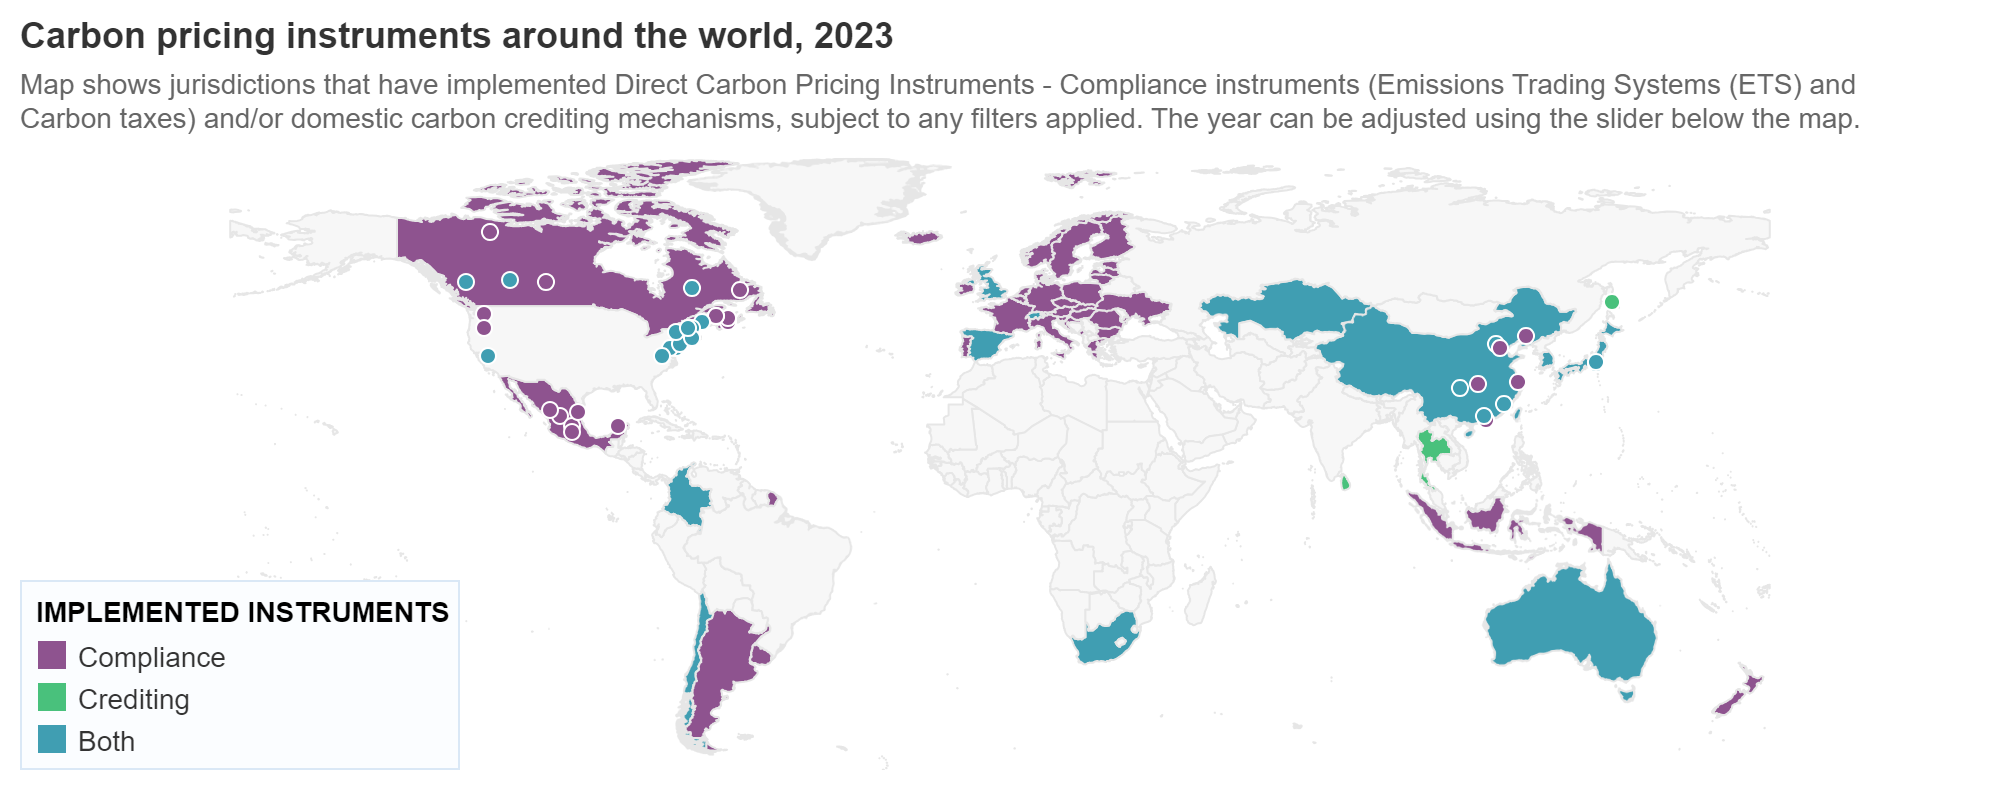 Carbon pricing instruments around the world, 2023
Map shows jurisdictions that have implemented Direct Carbon Pricing Instruments - Compliance instruments (Emissions Trading Systems (ETS) and
Carbon taxes) and/or domestic carbon crediting mechanisms, subject to any filters applied. The year can be adjusted using the slider below the map.
IMPLEMENTED INSTRUMENTS
Compliance
Crediting
Both